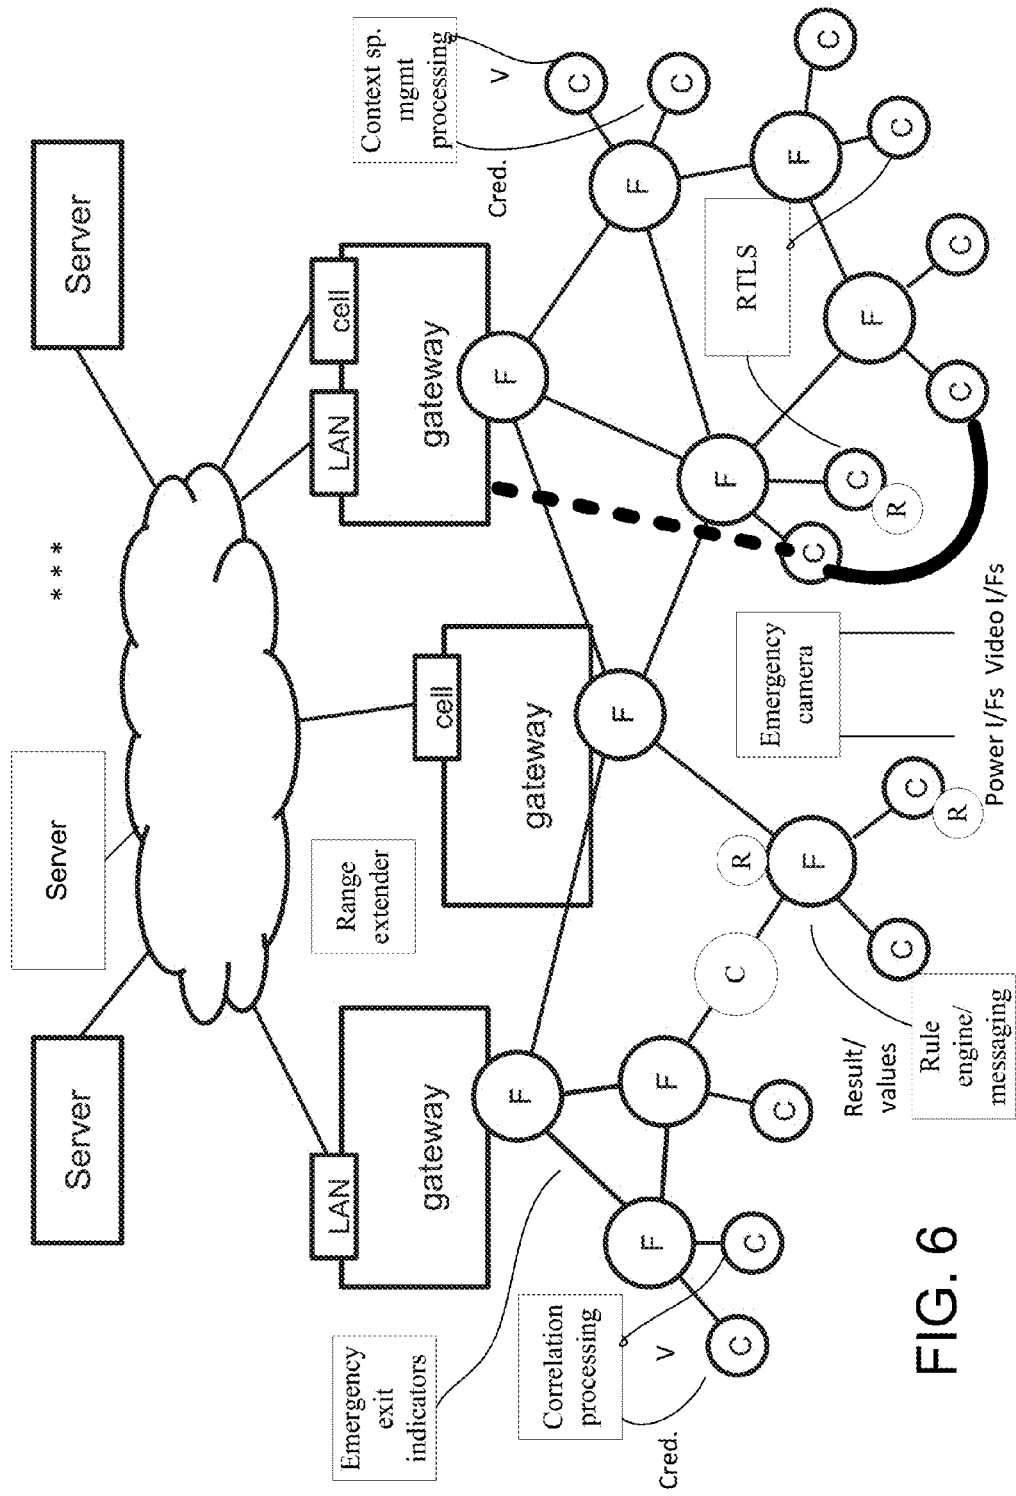 Server
Server
* * *
Server
LAN
cell
LAN
cell
gateway
gateway
gateway
Emergency
exit
indicators
Range
extender
Context sp.
mgmt
processing
Cred.
V
F
F
F
C
C
Correlation
processing
Cred.
V
F
F
F
F
C
C
C
C
R
F
F
C
C
RTLS
F
C
C
R
Emergency
camera
F
C
C
C
R
C
C
Result/
values
Rule
engine/
messaging
Power I/Fs Video I/Fs
FIG. 6